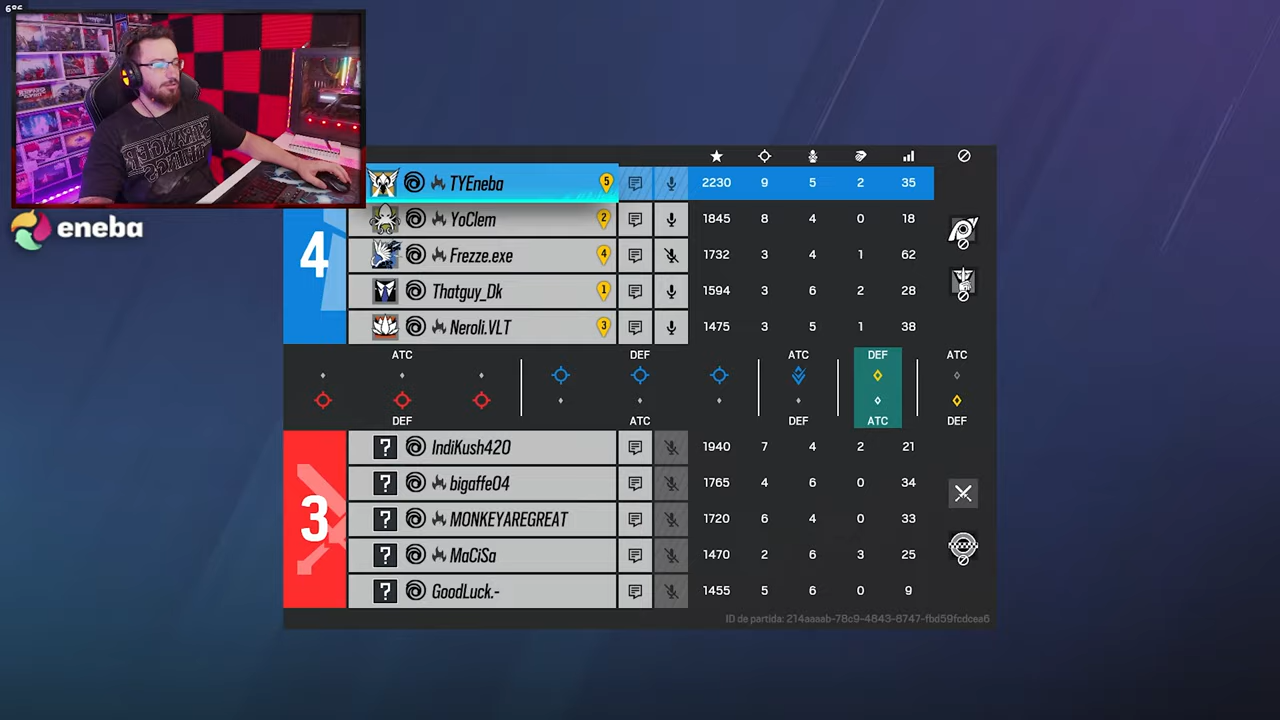 686
STRANGER
THINGS
eneba
TYEneba 5 2230 9 5 2 35
4
YoClem 2 1845 8 4 0 18
Frezze.exe 4 1732 3 4 1 62
Thatguy_Dk 1 1594 3 6 2 28
Neroli.VLT 3 1475 3 5 1 38
ATC DEF ATC DEF ATC
DEF ATC DEF ATC DEF
3
? IndiKush420 1940 7 4 2 21
? bigaffe04 1765 4 6 0 34
? MONKEYAREGREAT 1720 6 4 0 33
? MaCiSa 1470 2 6 3 25
? GoodLuck.- 1455 5 6 0 9
ID de partida: 214aaaab-78c9-4843-8747-fbd59fcdcea6